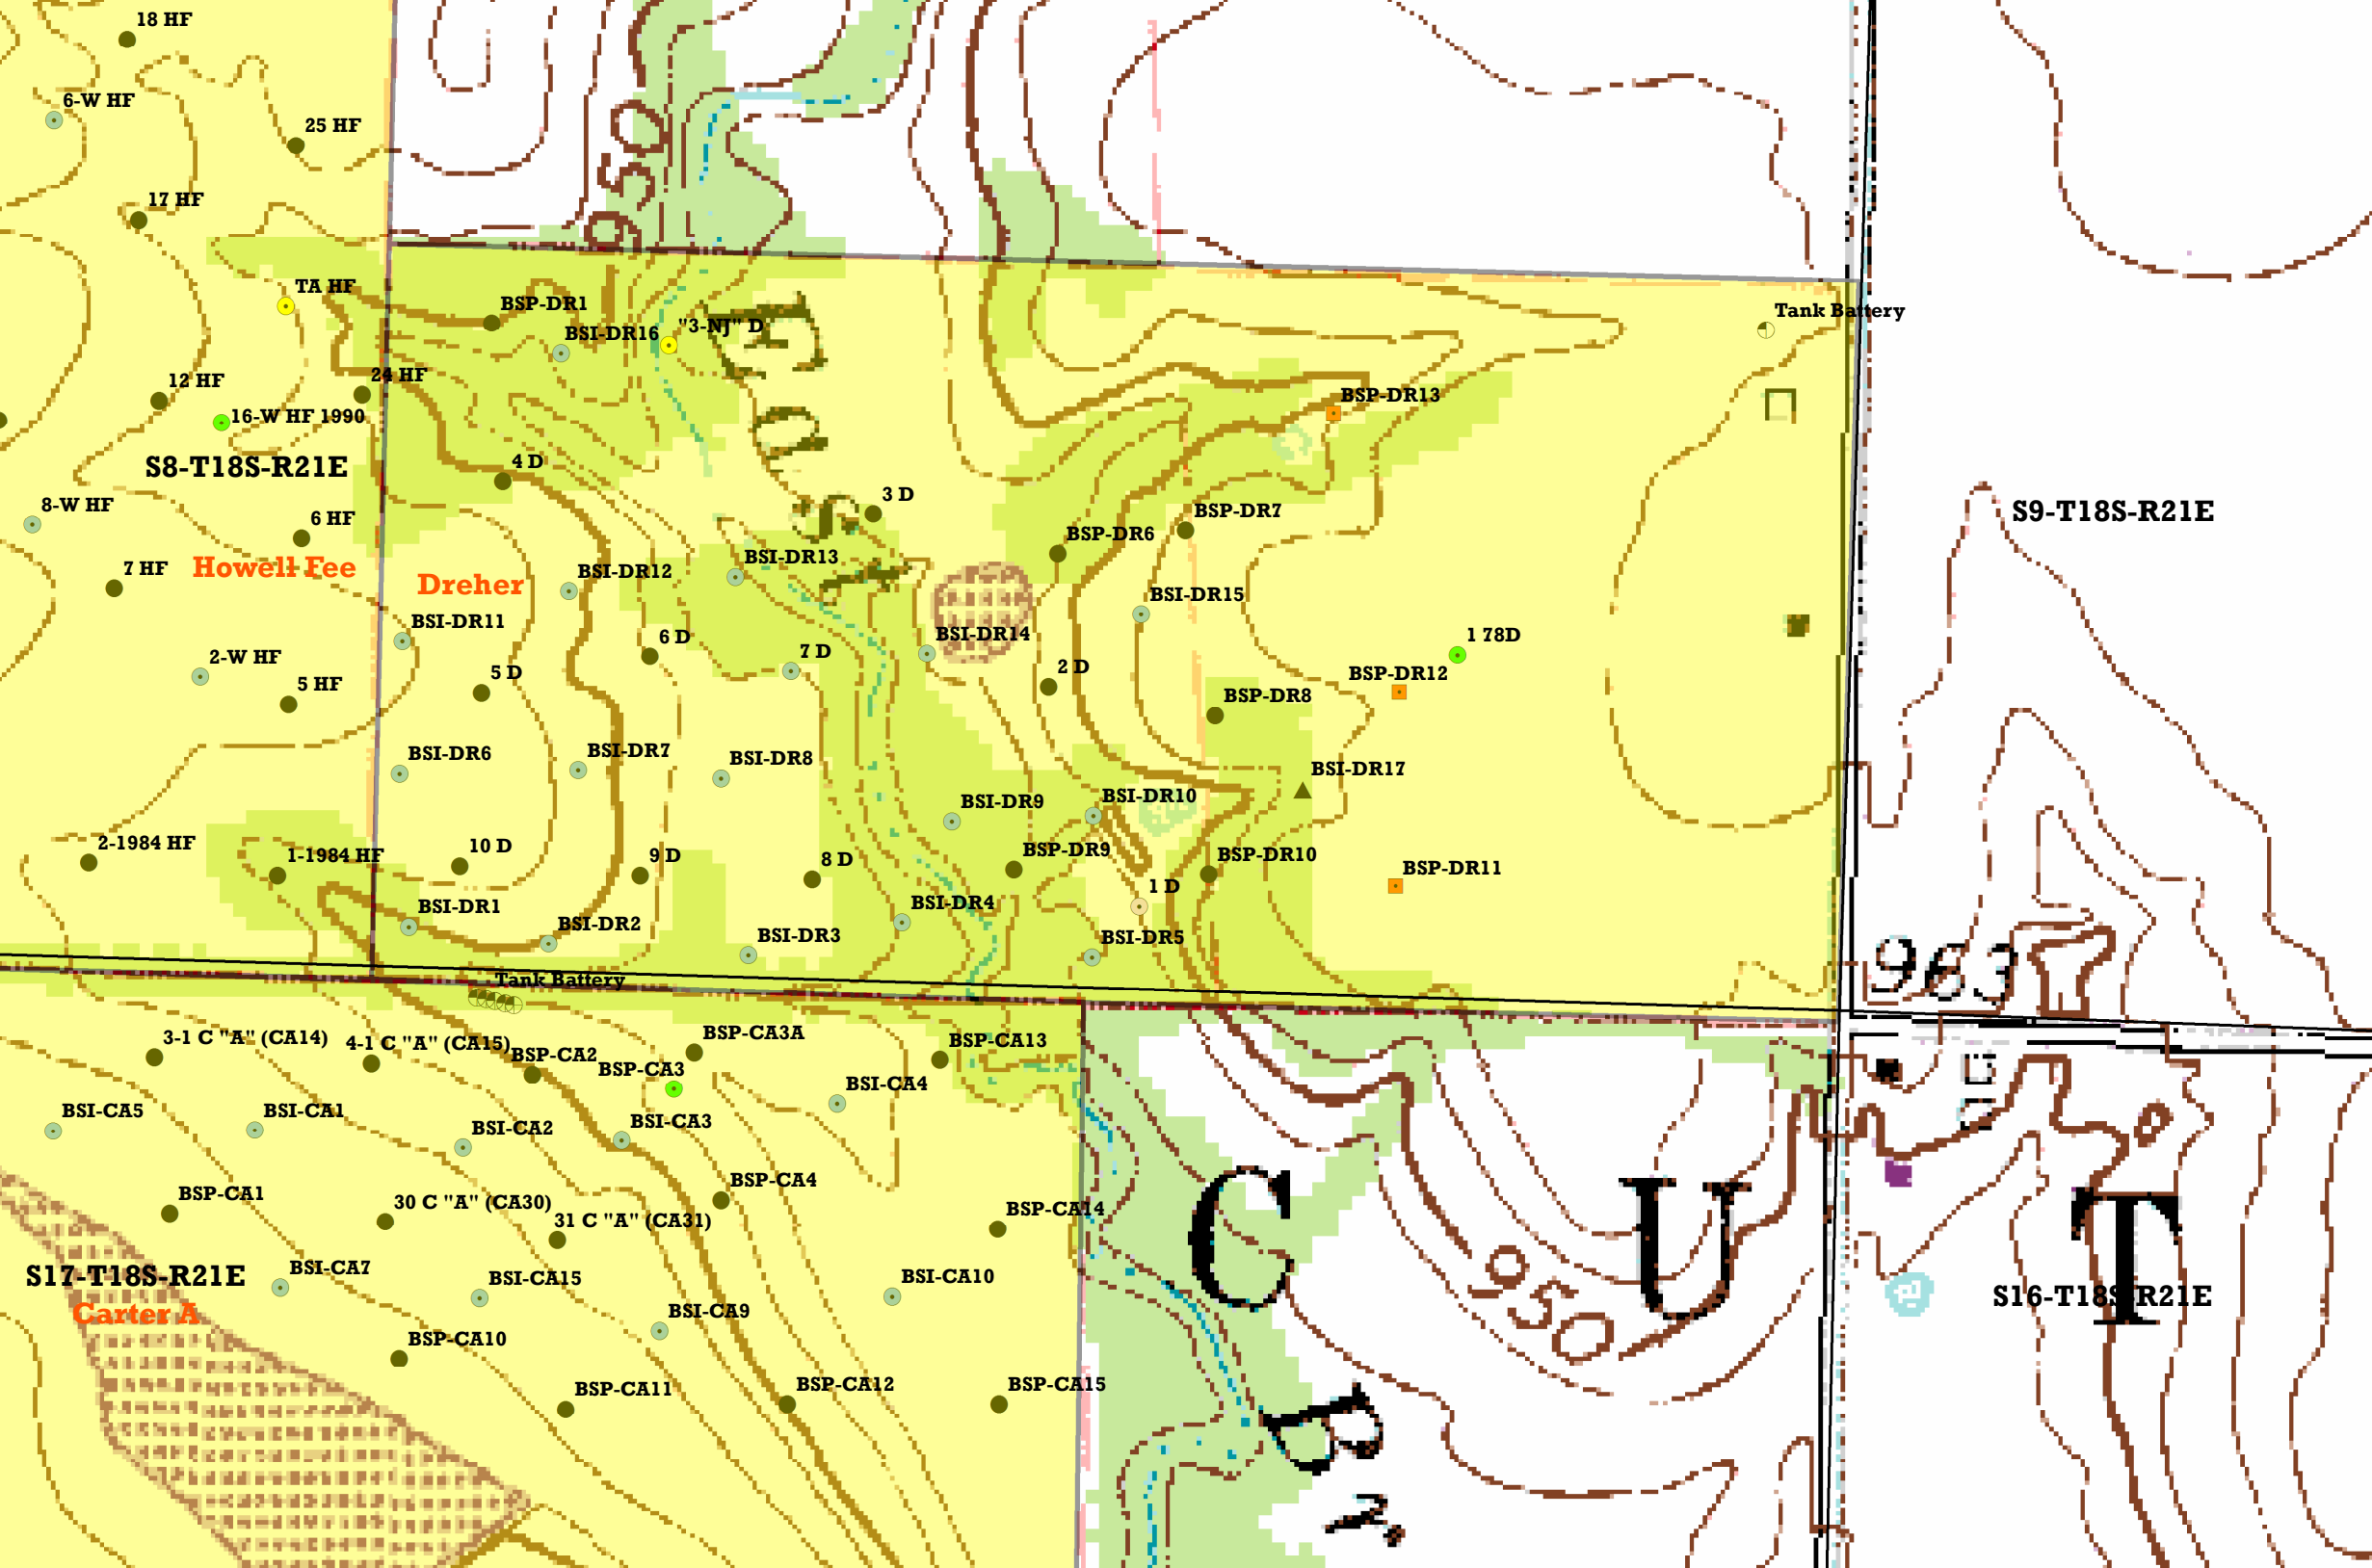 18 HF
6-W HF
25 HF
950
17 HF
TA HF
BSP-DR1
Tank Battery
BSI-DR16
"3-NJ" D
East
12 HF
24 HF
BSP-DR13
16-W HF 1990
S8-T18S-R21E
4 D
3 D
8-W HF
6 HF
BSP-DR7
S9-T18S-R21E
BSP-DR6
7 HF
Howell Fee
Dreher
BSI-DR12
BSI-DR13
BSI-DR15
BSI-DR11
6 D
7 D
BSI-DR14
1 78D
2-W HF
5 HF
5 D
2 D
BSP-DR12
BSP-DR8
BSI-DR6
BSI-DR7
BSI-DR8
BSI-DR17
BSI-DR9
BSI-DR10
2-1984 HF
1-1984 HF
10 D
9 D
8 D
BSP-DR9
BSP-DR10
BSP-DR11
1 D
BSI-DR1
BSI-DR2
BSI-DR3
BSI-DR4
BSI-DR5
963
Tank Battery
3-1 C "A" (CA14)
4-1 C "A" (CA15)
BSP-CA2
BSP-CA3A
BSP-CA3
BSP-CA13
BSI-CA4
BSI-CA5
BSI-CA1
BSI-CA2
BSI-CA3
BSP-CA1
30 C "A" (CA30)
31 C "A" (CA31)
BSP-CA4
BSP-CA14
C U T
950
S17-T18S-R21E
Carter A
BSI-CA7
BSI-CA15
BSI-CA9
BSI-CA10
S16-T18S-R21E
BSP-CA10
BSP-CA11
BSP-CA12
BSP-CA15
Br